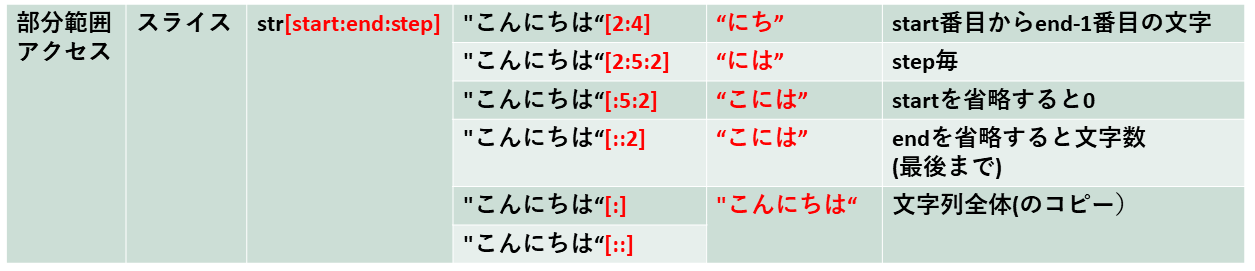 部分範囲
アクセス
スライス
str[start:end:step]
"こんにちは“[2:4]
“にち”
start番目からend-1番目の文字
"こんにちは“[2:5:2]
“には”
step毎
"こんにちは“[:5:2]
“こには”
startを省略すると0
"こんにちは“[::2]
“こには”
endを省略すると文字数
(最後まで)
"こんにちは“[:]
"こんにちは“
文字列全体(のコピー）
"こんにちは“[::]